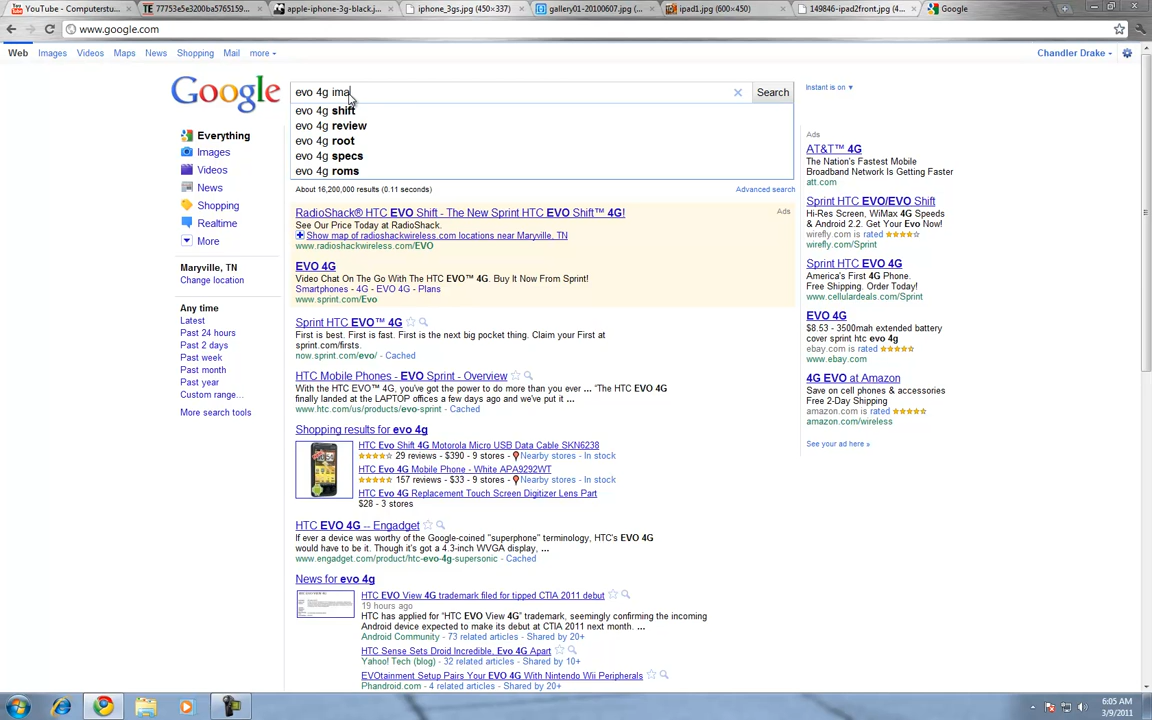 YouTube - Computerstu...
77773e5e3200ba5765159...
apple-iphone-3g-black.j...
iphone_3gs.jpg (450×337)
gallery01-20100607.jpg (...
ipad1.jpg (600×450)
149846-ipad2front.jpg (4...
Google
www.google.com
Web Images Videos Maps News Shopping Mail more
Chandler Drake
Google
evo 4g ima
Search
Instant is on
evo 4g shift
evo 4g review
evo 4g root
evo 4g specs
evo 4g roms
Everything
Images
Videos
News
Shopping
Realtime
More
Maryville, TN
Change location
Any time
Latest
Past 24 hours
Past 2 days
Past week
Past month
Past year
Custom range...
More search tools
About 16,200,000 results (0.11 seconds)
Advanced search
RadioShack® HTC EVO Shift - The New Sprint HTC EVO Shift™ 4G!
Ads
See Our Price Today at RadioShack.
Show map of radioshackwireless.com locations near Maryville, TN
www.radioshackwireless.com/EVO
EVO 4G
Video Chat On The Go With The HTC EVO™ 4G. Buy It Now From Sprint!
Smartphones - 4G - EVO 4G - Plans
www.sprint.com/Evo
Sprint HTC EVO™ 4G
First is best. First is fast. First is the next big pocket thing. Claim your First at
sprint.com/firsts.
now.sprint.com/evo/ - Cached
HTC Mobile Phones - EVO Sprint - Overview
With the HTC EVO™ 4G, you've got the power to do more than you ever ... "The HTC EVO 4G
finally landed at the LAPTOP offices a few days ago and we've put it ...
www.htc.com/us/products/evo-sprint - Cached
Shopping results for evo 4g
HTC Evo Shift 4G Motorola Micro USB Data Cable SKN6238
29 reviews - $390 - 9 stores - Nearby stores - In stock
HTC Evo 4G Mobile Phone - White APA9292WT
157 reviews - $33 - 9 stores - Nearby stores - In stock
HTC Evo 4G Replacement Touch Screen Digitizer Lens Part
$28 - 3 stores
HTC EVO 4G -- Engadget
If ever a device was worthy of the Google-coined "superphone" terminology, HTC's EVO 4G
would have to be it. Though it's got a 4.3-inch WVGA display, ...
www.engadget.com/product/htc-evo-4g-supersonic - Cached
News for evo 4g
HTC EVO View 4G trademark filed for tipped CTIA 2011 debut
19 hours ago
HTC has applied for "HTC EVO View 4G" trademark, seemingly confirming the incoming
Android device expected to make its debut at CTIA 2011 next month. ...
Android Community - 73 related articles - Shared by 20+
HTC Sense Sets Droid Incredible, Evo 4G Apart
Yahoo! Tech (blog) - 32 related articles - Shared by 10+
EVOtainment Setup Pairs Your EVO 4G With Nintendo Wii Peripherals
Phandroid.com - 4 related articles - Shared by 5+
Ads
AT&T™ 4G
The Nation's Fastest Mobile
Broadband Network Is Getting Faster
att.com
Sprint HTC EVO/EVO Shift
Hi-Res Screen, WiMax 4G Speeds
& Android 2.2. Get Your Evo Now!
wirefly.com is rated
wirefly.com/Sprint
Sprint HTC EVO 4G
America's First 4G Phone.
Free Shipping. Order Today!
www.cellulardeals.com/Sprint
EVO 4G
$8.53 - 3500mah extended battery
cover sprint htc evo 4g
ebay.com is rated
www.ebay.com
4G EVO at Amazon
Save on cell phones & accessories
Free 2-Day Shipping
amazon.com is rated
amazon.com/wireless
See your ad here »
6:05 AM
3/9/2011